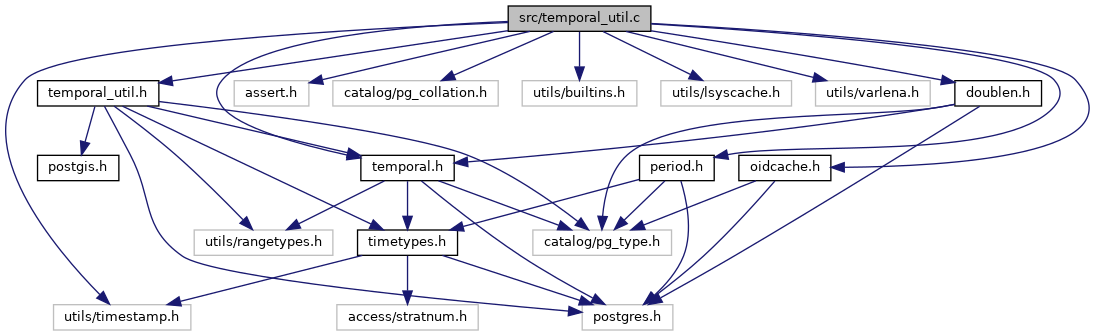 src/temporal_util.c
temporal_util.h
assert.h
catalog/pg_collation.h
utils/builtins.h
utils/lsyscache.h
utils/varlena.h
doublen.h
postgis.h
temporal.h
period.h
oidcache.h
utils/rangetypes.h
timetypes.h
catalog/pg_type.h
utils/timestamp.h
access/stratnum.h
postgres.h